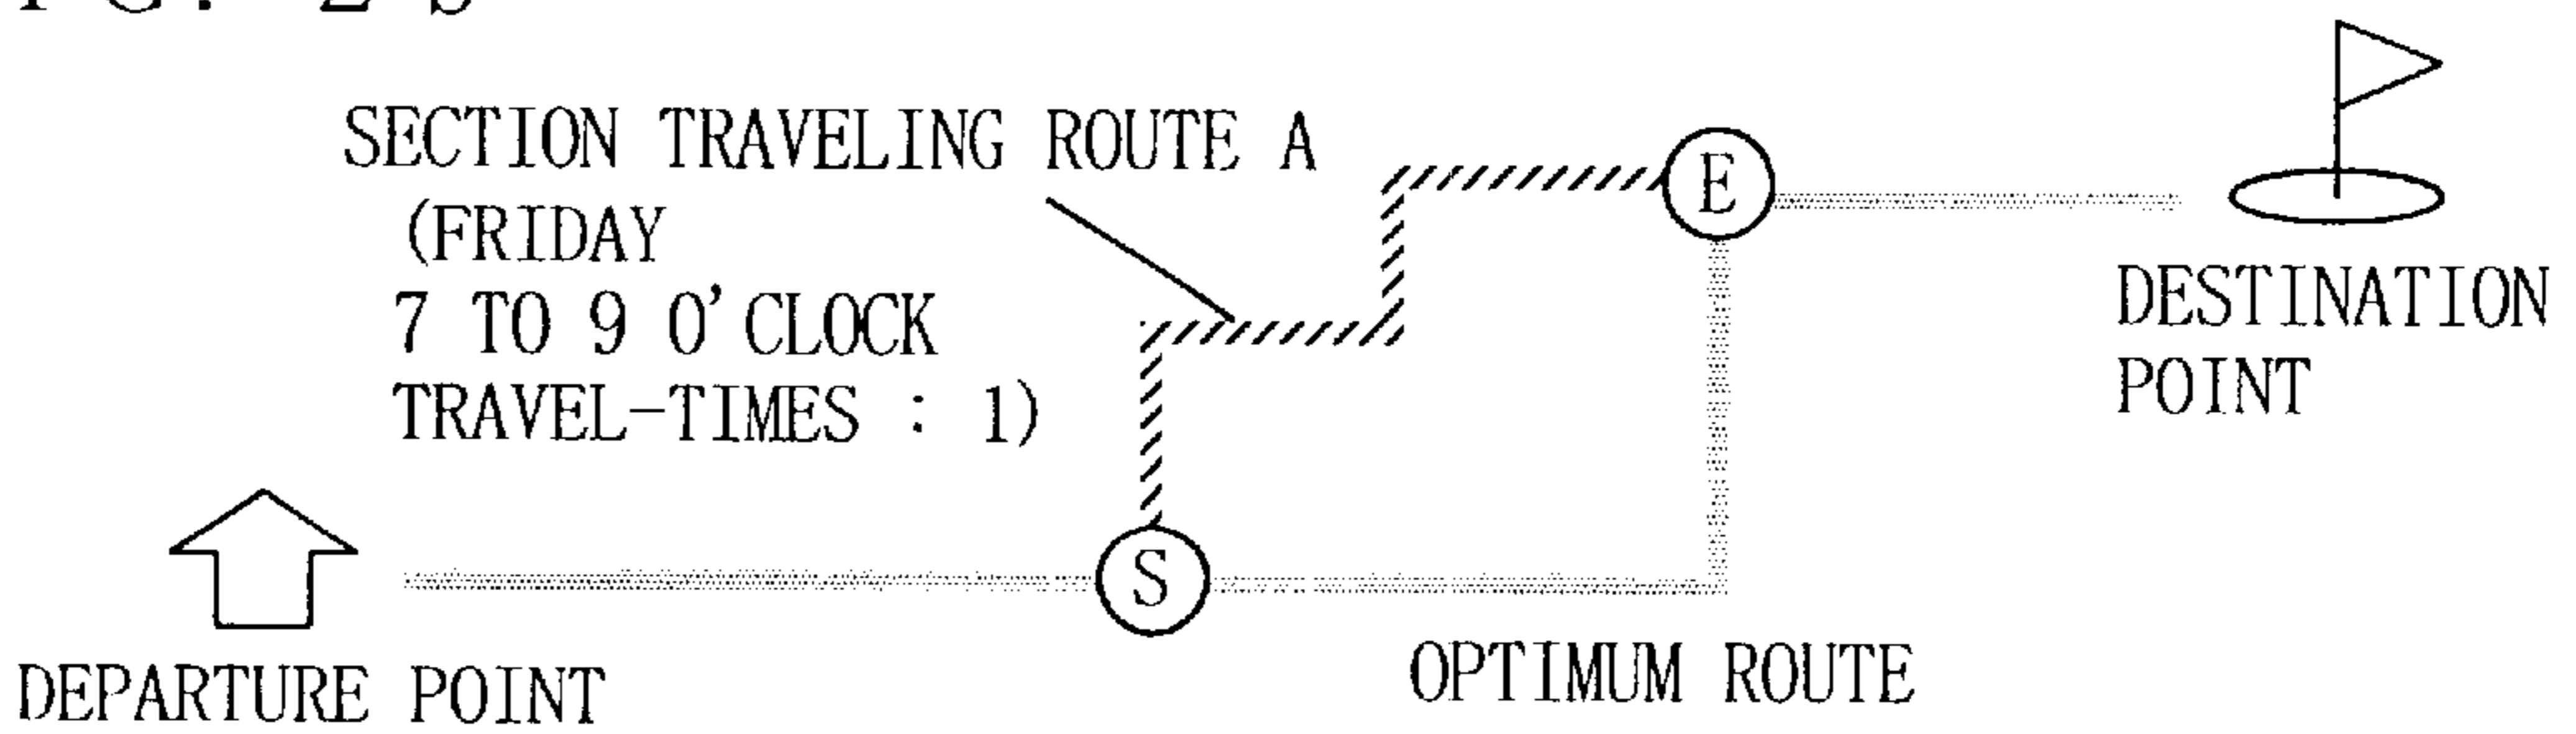 SECTION TRAVELING ROUTE A
(FRIDAY
7 TO 9 O'CLOCK
TRAVEL-TIMES : 1)
E
DESTINATION
POINT
S
OPTIMUM ROUTE
DEPARTURE POINT